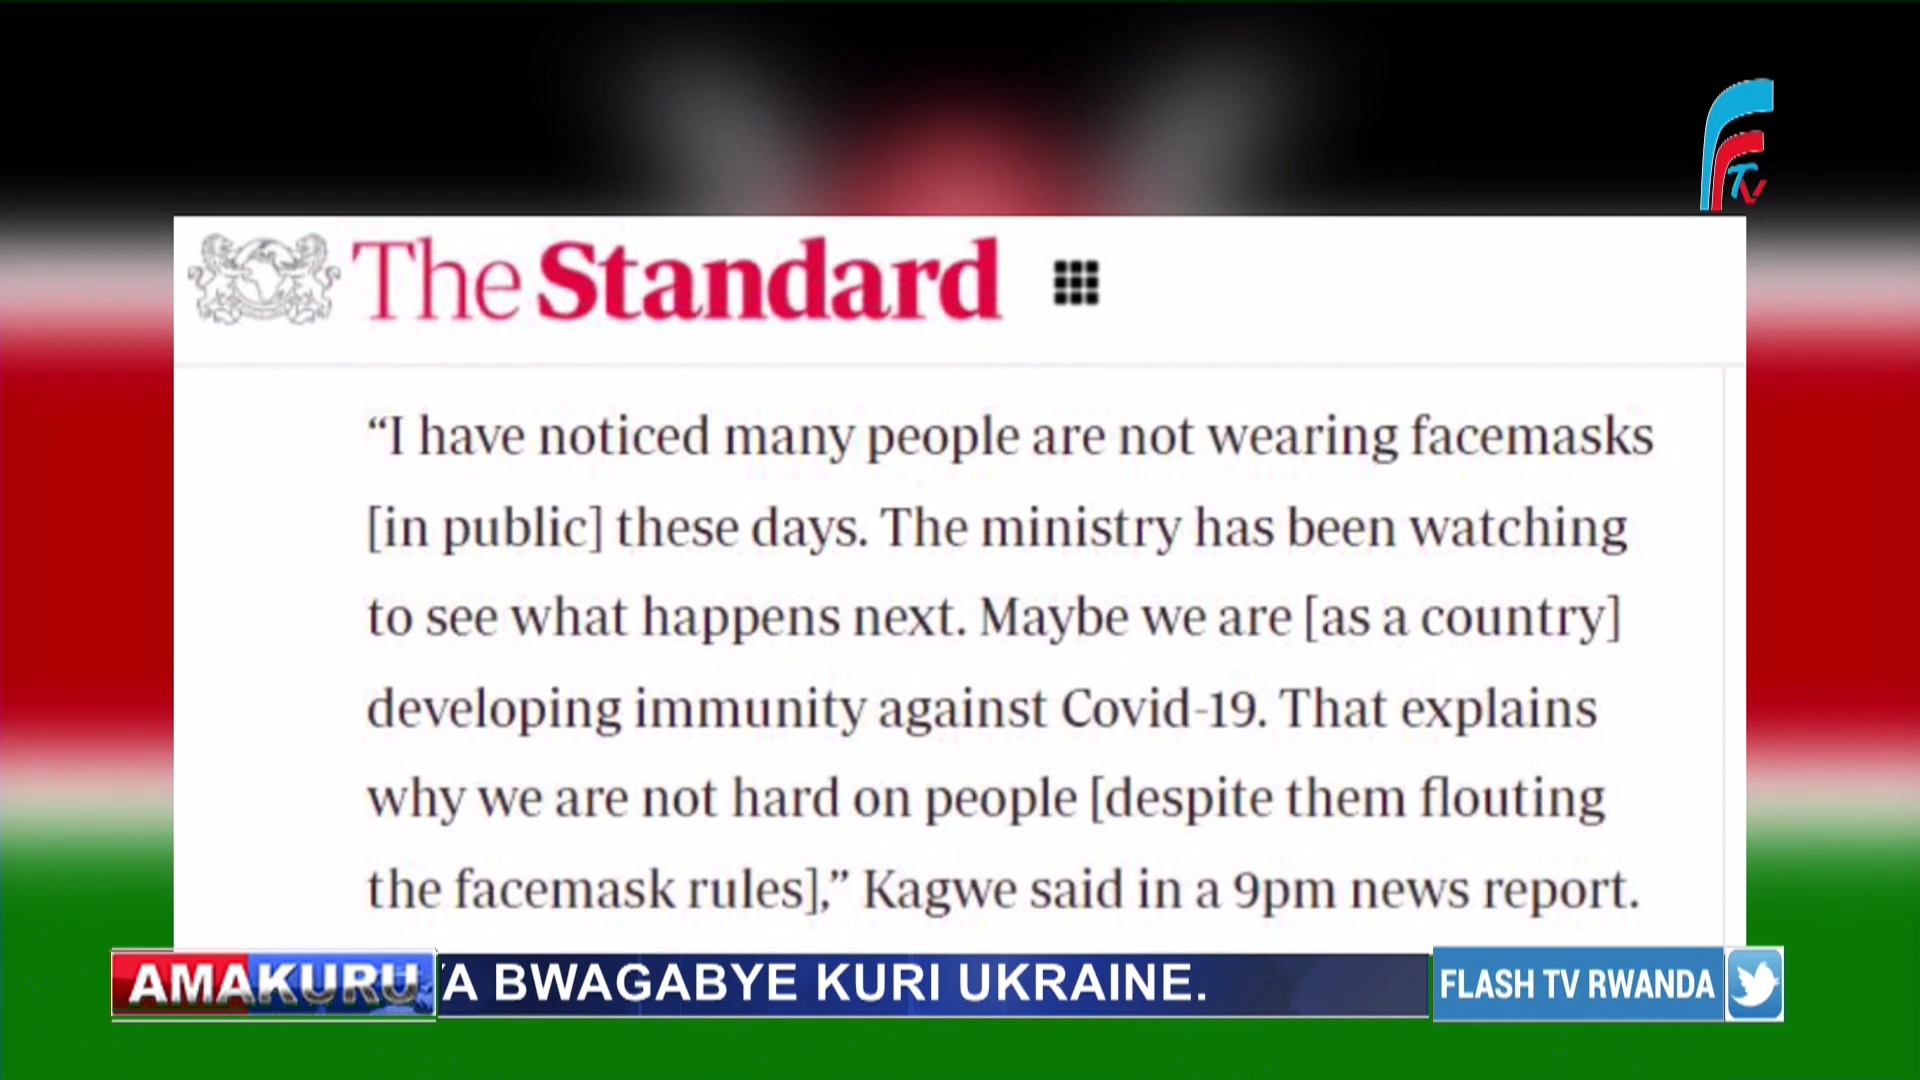 TV
The Standard
“I have noticed many people are not wearing facemasks
[in public] these days. The ministry has been watching
to see what happens next. Maybe we are [as a country]
developing immunity against Covid-19. That explains
why we are not hard on people [despite them flouting
the facemask rules],” Kagwe said in a 9pm news report.
AMAKURU
A BWAGABYE KURI UKRAINE.
FLASH TV RWANDA